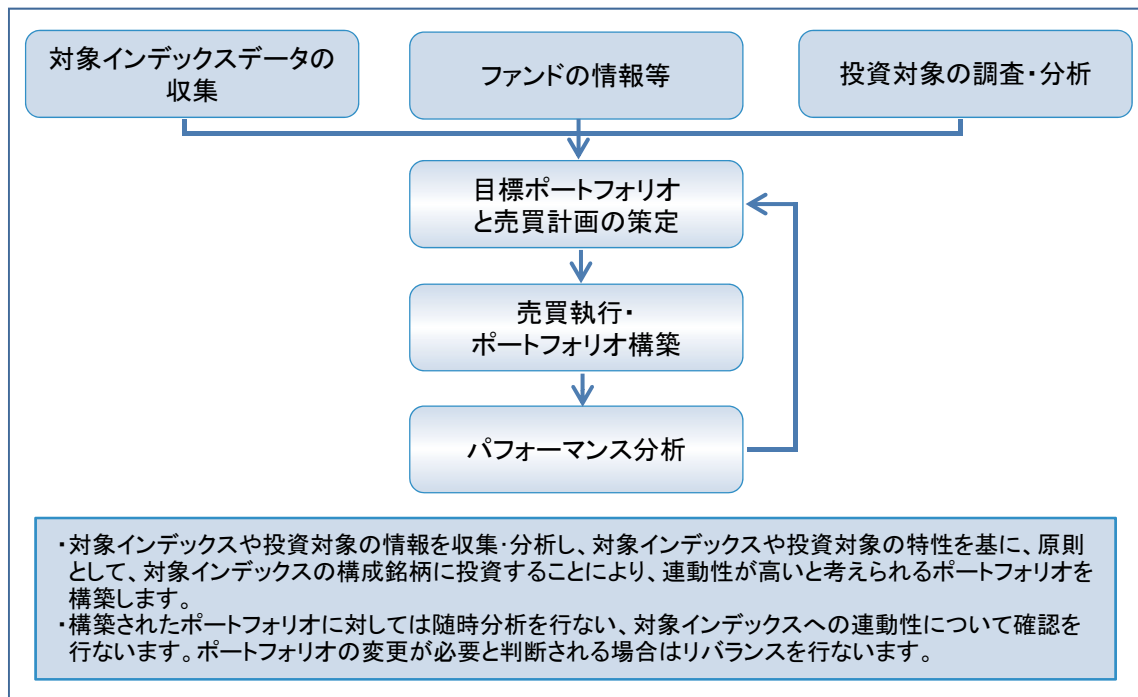 対象インデックスデータの
収集
ファンドの情報等
投資対象の調査・分析
目標ポートフォリオ
と売買計画の策定
売買執行・
ポートフォリオ構築
パフォーマンス分析
・対象インデックスや投資対象の情報を収集・分析し、対象インデックスや投資対象の特性を基に、原則
として、対象インデックスの構成銘柄に投資することにより、連動性が高いと考えられるポートフォリオを
構築します。
・構築されたポートフォリオに対しては随時分析を行ない、対象インデックスへの連動性について確認を
行ないます。ポートフォリオの変更が必要と判断される場合はリバランスを行ないます。